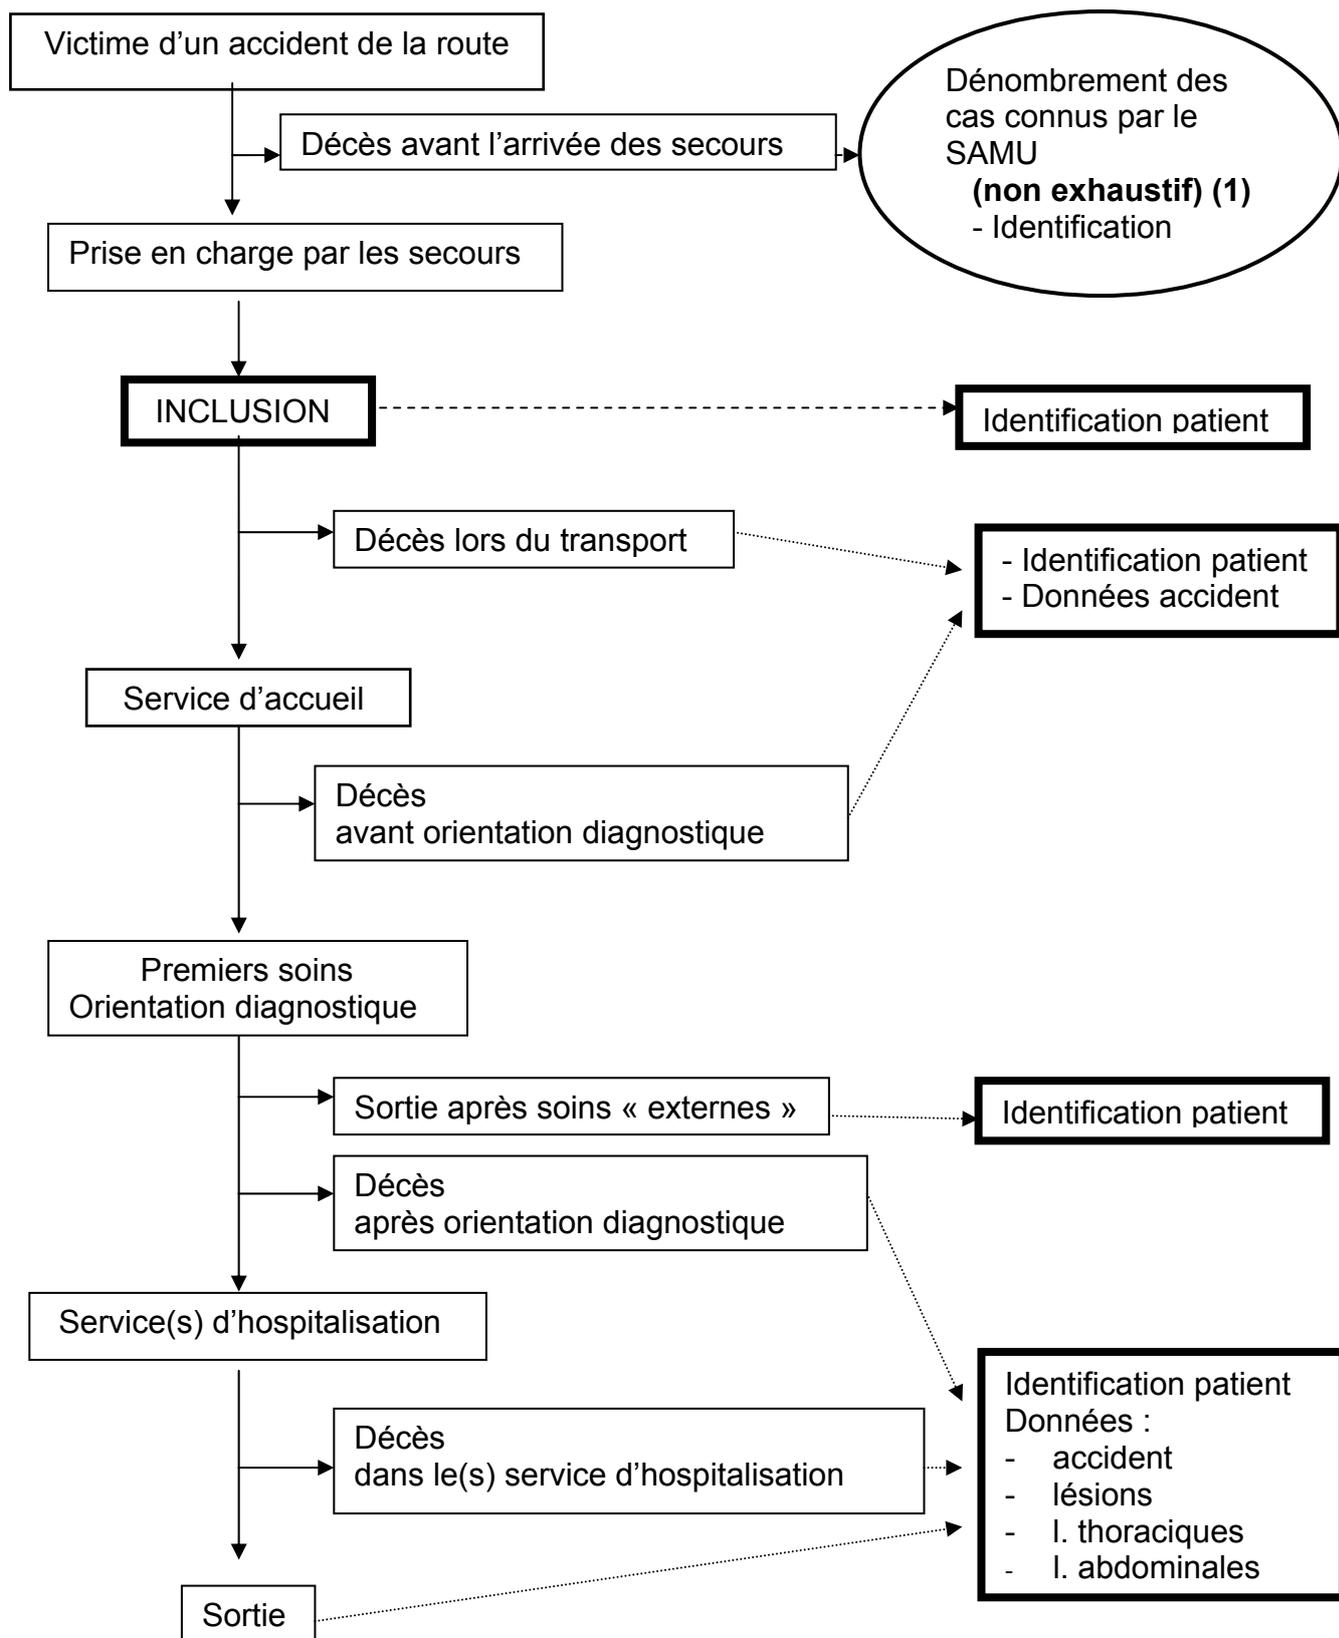 Victime d’un accident de la route
Décès avant l’arrivée des secours
Dénombrement des
cas connus par le
SAMU
(non exhaustif) (1)
- Identification
Prise en charge par les secours
INCLUSION
Identification patient
Décès lors du transport
- Identification patient
- Données accident
Service d’accueil
Décès
avant orientation diagnostique
Premiers soins
Orientation diagnostique
Sortie après soins « externes »
Identification patient
Décès
après orientation diagnostique
Service(s) d’hospitalisation
Décès
dans le(s) service d’hospitalisation
Identification patient
Données :
- accident
- lésions
- l. thoraciques
- l. abdominales
Sortie